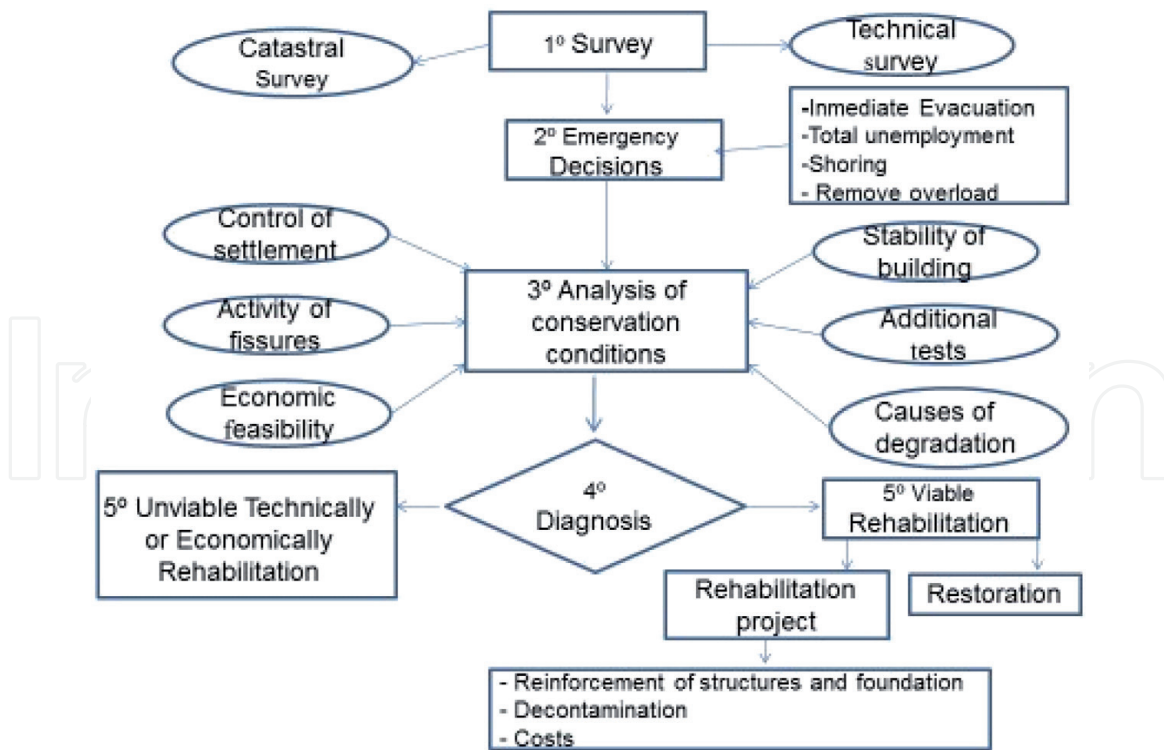 Catastral
Survey
1º Survey
Technical
survey
2º Emergency
Decisions
-Inmediate Evacuation
-Total unemployment
-Shoring
- Remove overload
Control of
settlement
Activity of
fissures
Economic
feasibility
3º Analysis of
conservation
conditions
Stability of
building
Additional
tests
Causes of
degradation
5º Unviable Technically
or Economically
Rehabilitation
4º
Diagnosis
5º Viable
Rehabilitation
Rehabilitation
project
Restoration
- Reinforcement of structures and foundation
- Decontamination
- Costs